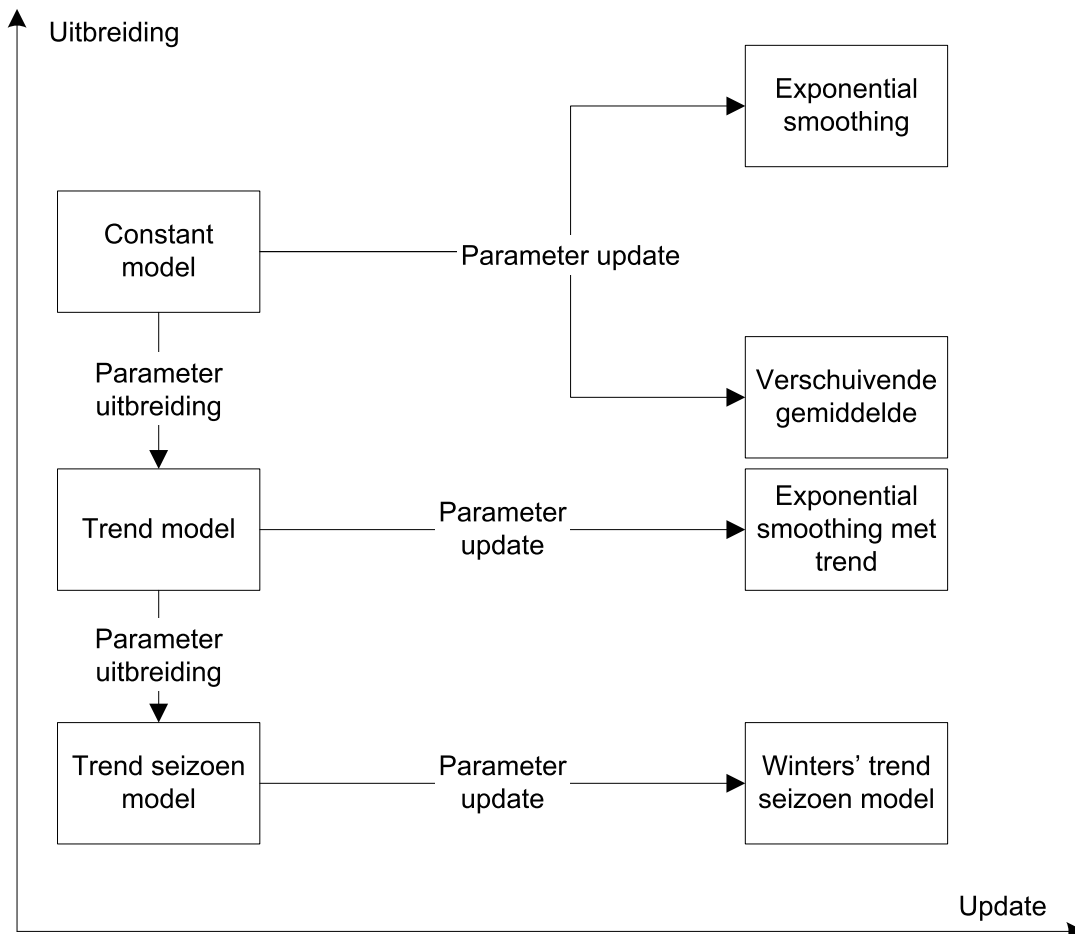 Uitbreiding
Exponential
smoothing
Constant
model
Parameter update
Parameter
uitbreiding
Verschuivende
gemiddelde
Trend model
Parameter
update
Exponential
smoothing met
trend
Parameter
uitbreiding
Trend seizoen
model
Parameter
update
Winters’ trend
seizoen model
Update